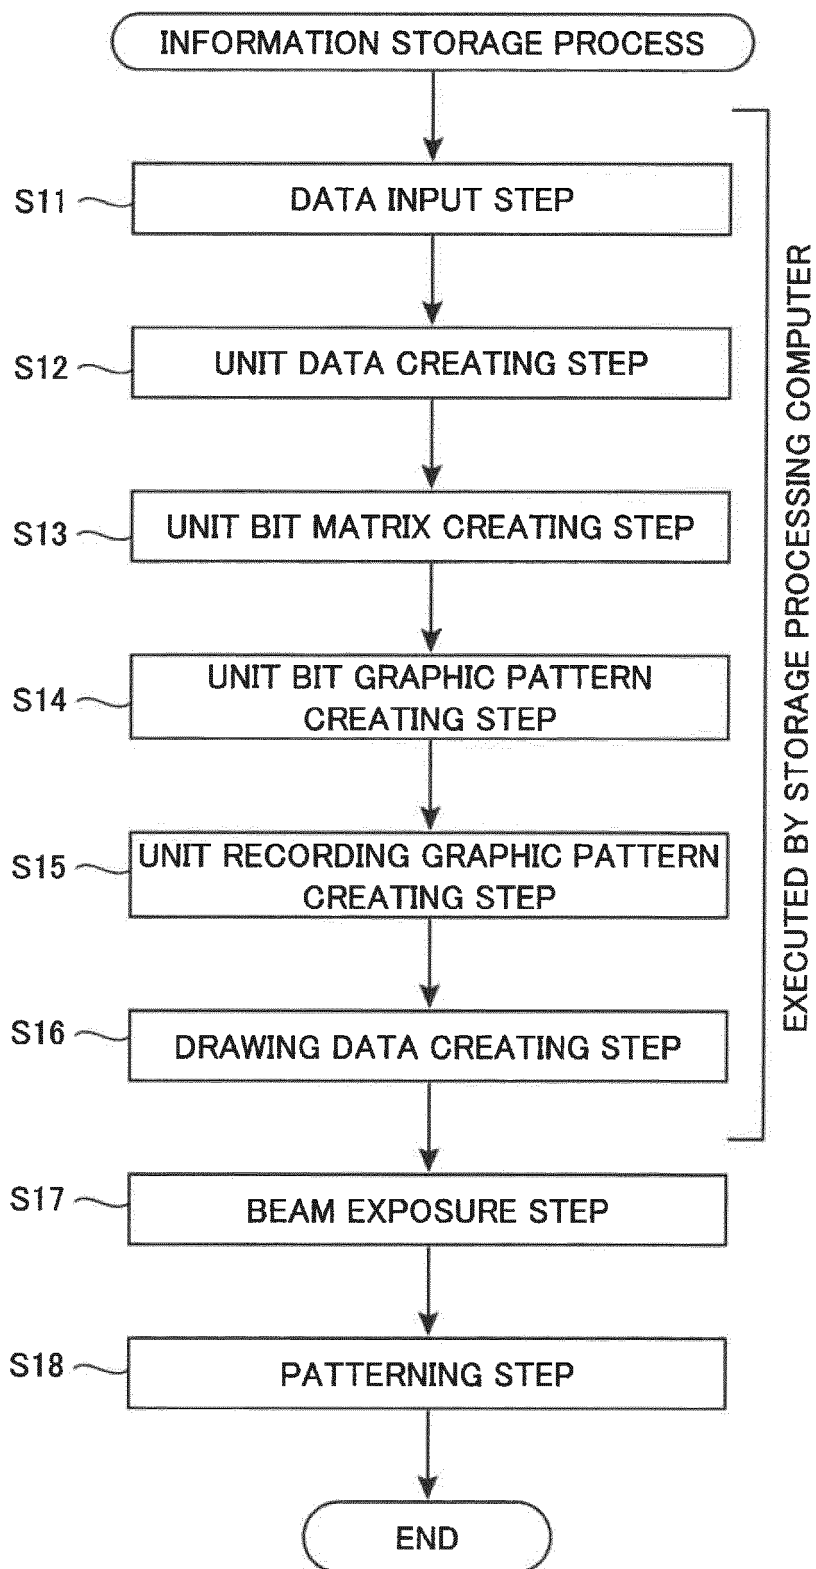 INFORMATION STORAGE PROCESS
S11
DATA INPUT STEP
S12
UNIT DATA CREATING STEP
S13
UNIT BIT MATRIX CREATING STEP
S14
UNIT BIT GRAPHIC PATTERN
CREATING STEP
S15
UNIT RECORDING GRAPHIC PATTERN
CREATING STEP
S16
DRAWING DATA CREATING STEP
EXECUTED BY STORAGE PROCESSING COMPUTER
S17
BEAM EXPOSURE STEP
S18
PATTERNING STEP
END